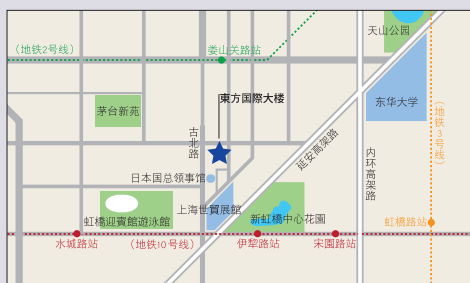 天山公园
（地铁2号线）
娄山关路站
東方国際大楼
东华大学
茅台新苑
（地铁3号线）
古北路
延安高架路
内环高架路
日本国总领事館
上海世貿展館
虹橋迎賓館遊泳館
新虹橋中心花園
虹橋路站
水城路站
（地铁10号线）
伊犁路站
宋園路站